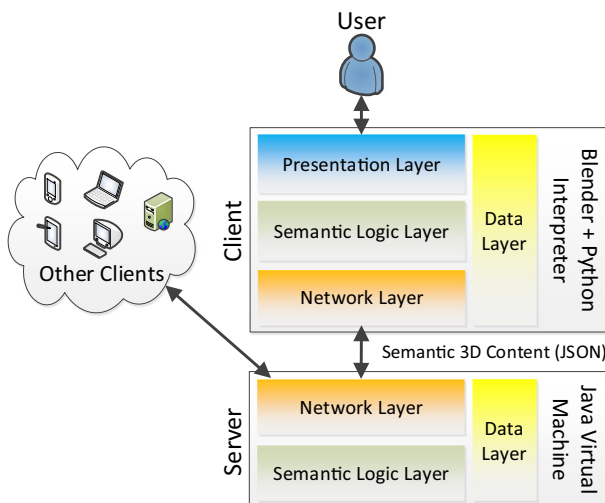 User
Client
Presentation Layer
Semantic Logic Layer
Network Layer
Data
Layer
Blender + Python
Interpreter
Other Clients
Semantic 3D Content (JSON)
Server
Network Layer
Semantic Logic Layer
Data
Layer
Java Virtual
Machine